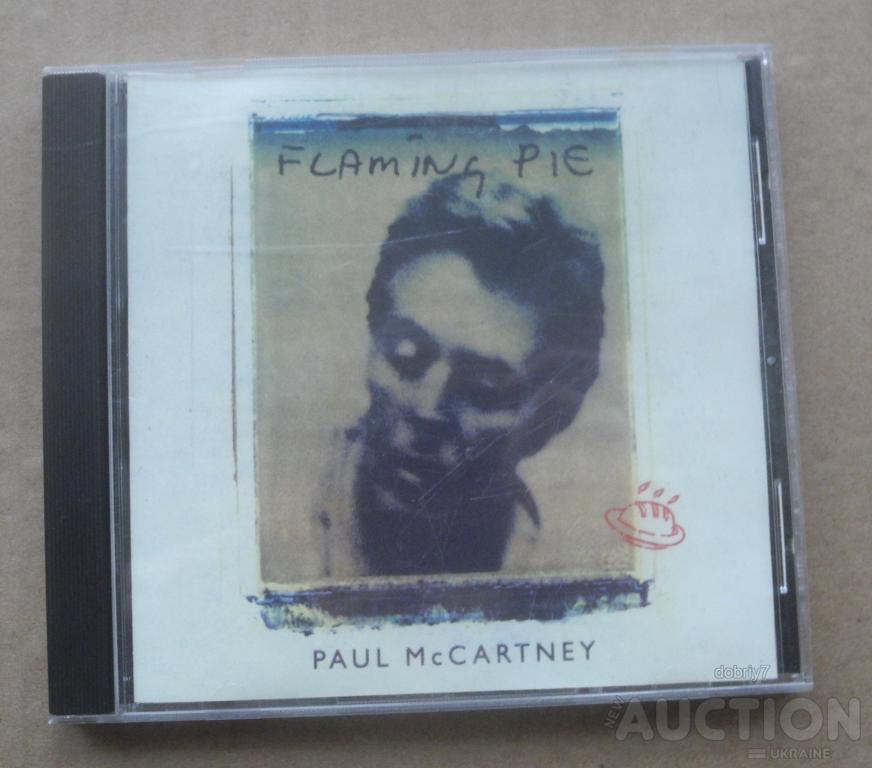 FLAMING PIE
PAUL McCARTNEY
dobriy7
NEW AUCTION
UKRAINE